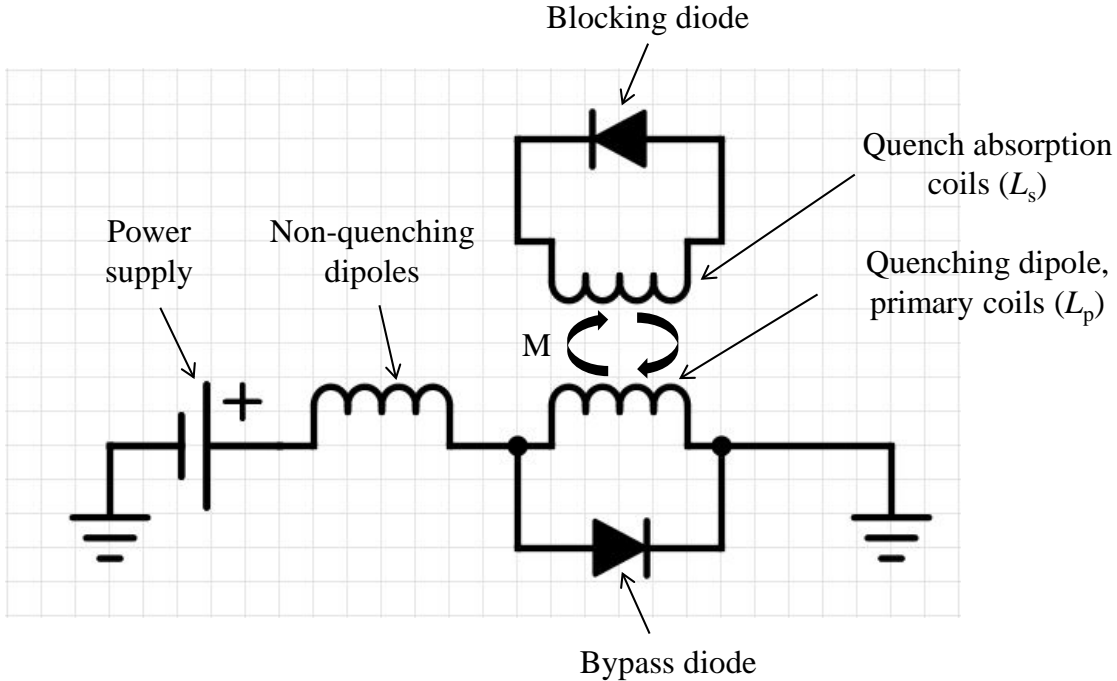 Blocking diode
Quench absorption
coils (Ls)
Power
supply
Non-quenching
dipoles
Quenching dipole,
primary coils (Lp)
M
+
Bypass diode